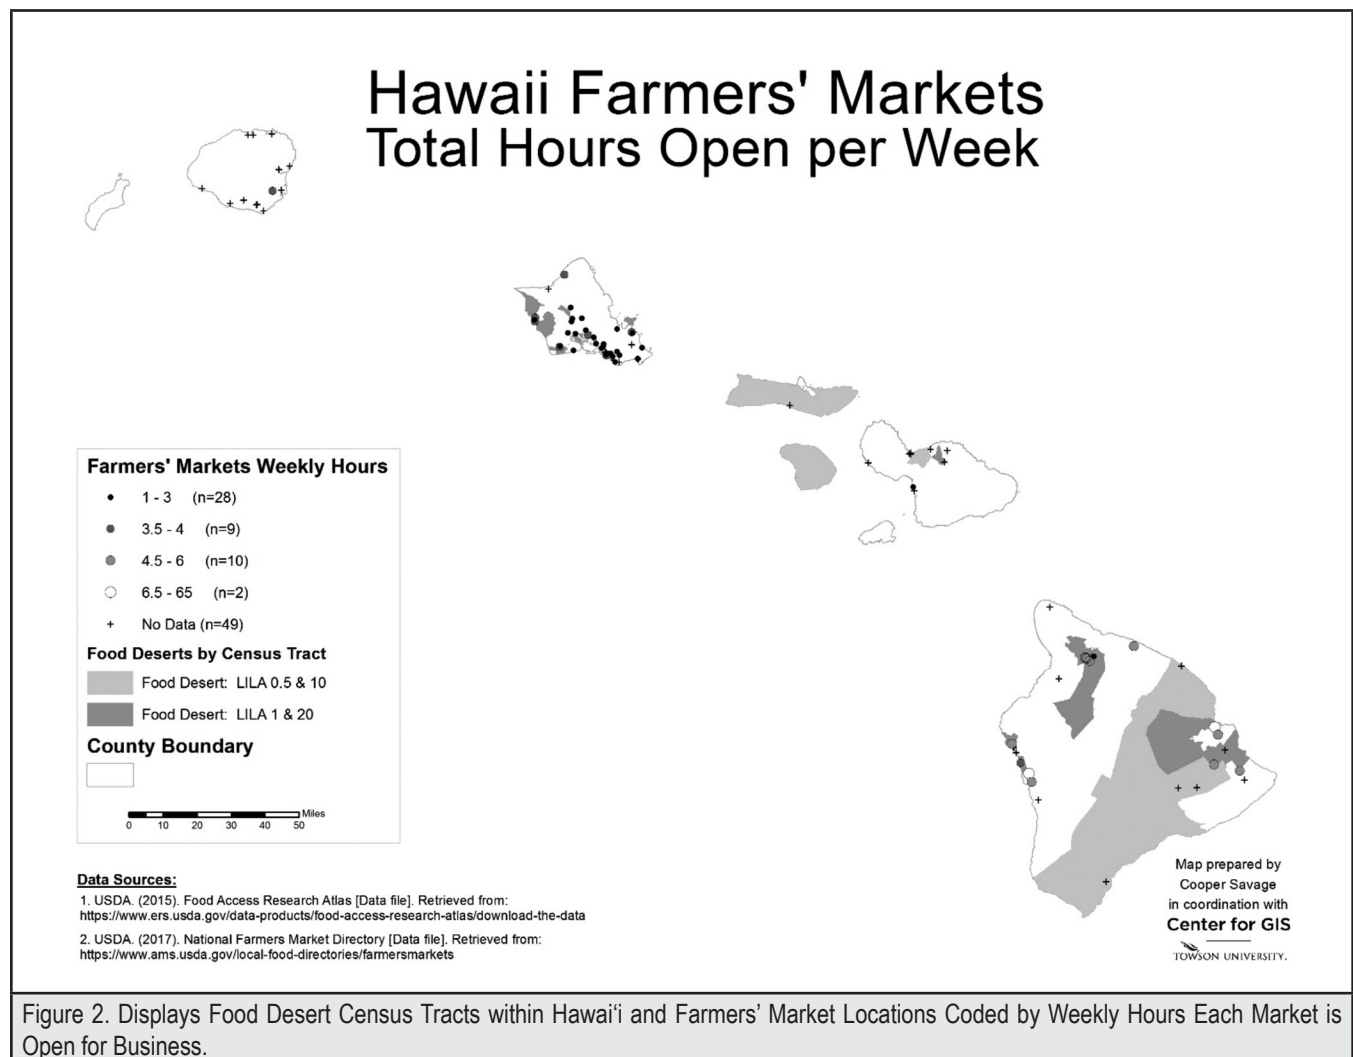 Hawaii Farmers' Markets
Total Hours Open per Week
Farmers' Markets Weekly Hours
1 - 3 (n=28)
3.5 - 4 (n=9)
4.5 - 6 (n=10)
6.5 - 65 (n=2)
No Data (n=49)
Food Deserts by Census Tract
Food Desert: LILA 0.5 & 10
Food Desert: LILA 1 & 20
County Boundary
Miles
0 10 20 30 40 50
Data Sources:
1. USDA. (2015). Food Access Research Atlas [Data file]. Retrieved from:
https://www.ers.usda.gov/data-products/food-access-research-atlas/download-the-data
2. USDA. (2017). National Farmers Market Directory [Data file]. Retrieved from:
https://www.ams.usda.gov/local-food-directories/farmersmarkets
Map prepared by
Cooper Savage
in coordination with
Center for GIS
TOWSON UNIVERSITY.
Figure 2. Displays Food Desert Census Tracts within Hawai‘i and Farmers’ Market Locations Coded by Weekly Hours Each Market is
Open for Business.